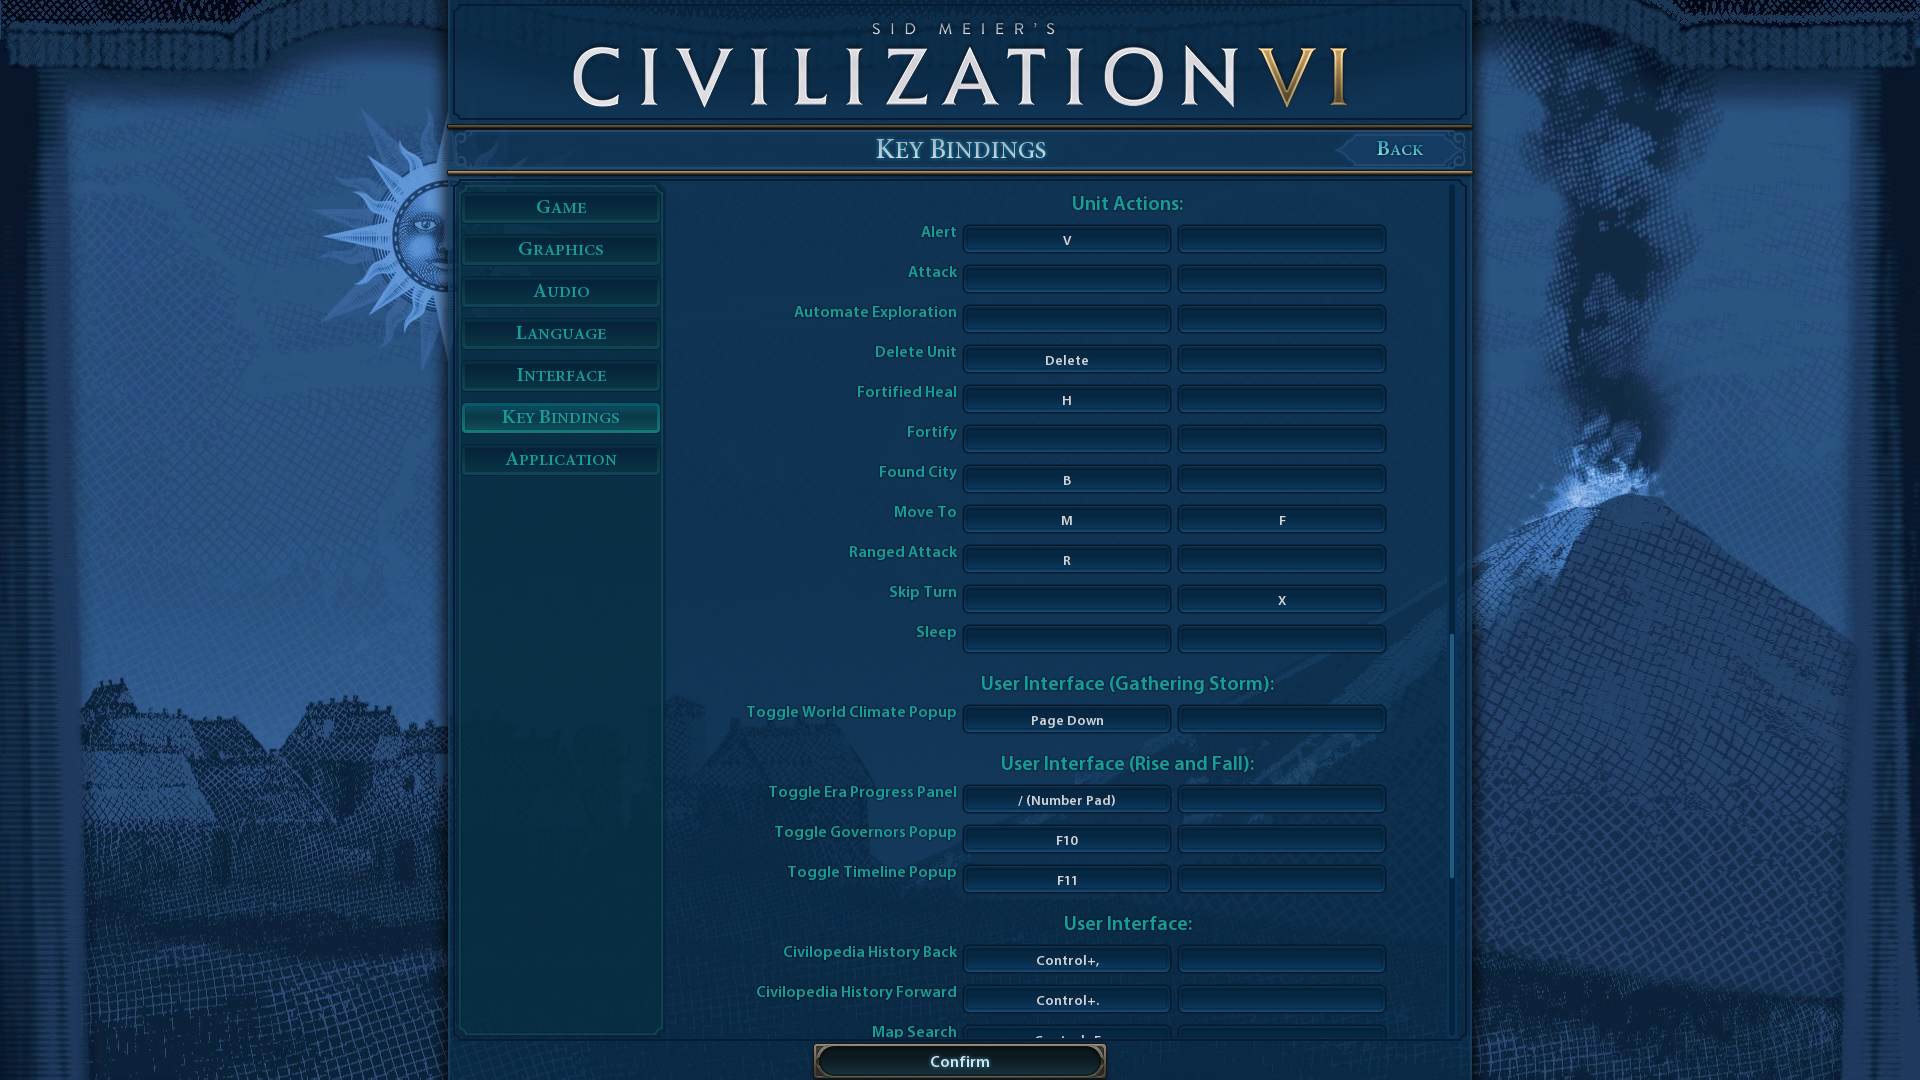 SID MEIER'S
CIVILIZATION VI
KEY BINDINGS
BACK
GAME
GRAPHICS
AUDIO
LANGUAGE
INTERFACE
KEY BINDINGS
APPLICATION
Unit Actions:
Alert V
Attack
Automate Exploration
Delete Unit Delete
Fortified Heal H
Fortify
Found City B
Move To M F
Ranged Attack R
Skip Turn X
Sleep
User Interface (Gathering Storm):
Toggle World Climate Popup Page Down
User Interface (Rise and Fall):
Toggle Era Progress Panel / (Number Pad)
Toggle Governors Popup F10
Toggle Timeline Popup F11
User Interface:
Civilopedia History Back Control+,
Civilopedia History Forward Control+.
Map Search
Confirm